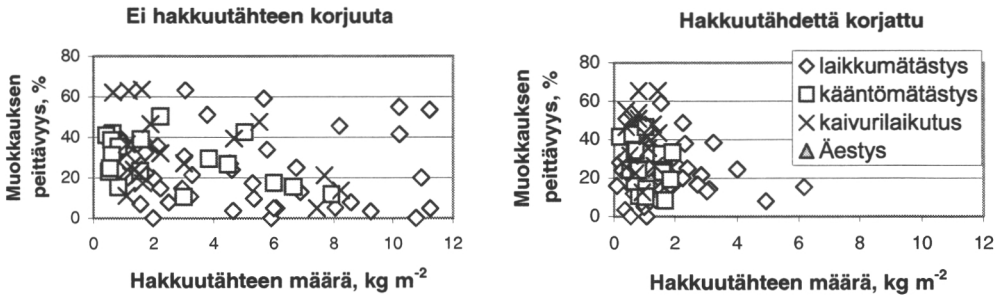 Ei hakkuutähteen korjuuta
Muokkauksen
peittävyys, %
80
60
40
20
0
0 2 4 6 8 10 12
Hakkuutähteen määrä, kg m-2
Hakkuutähdettä korjattu
Muokkauksen
peittävyys, %
80
60
40
20
0
laikkumätästys
kääntömätästys
kaivurilaikutus
Äestys
0 2 4 6 8 10 12
Hakkuutähteen määrä, kg m-2